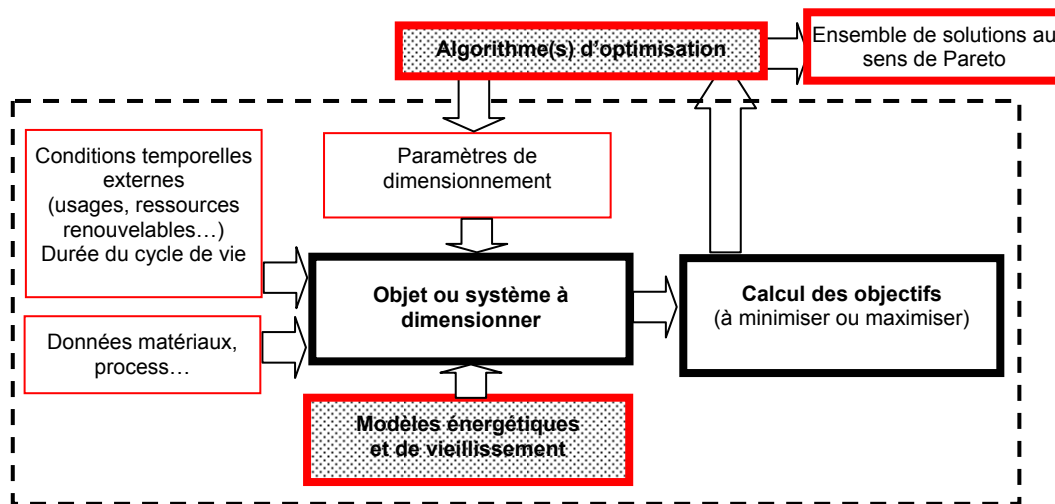 Algorithme(s) d'optimisation
Ensemble de solutions au
sens de Pareto
Conditions temporelles
externes
(usages, ressources
renouvelables…)
Durée du cycle de vie
Paramètres de
dimensionnement
Objet ou système à
dimensionner
Calcul des objectifs
(à minimiser ou maximiser)
Données matériaux,
process…
Modèles énergétiques
et de vieillissement